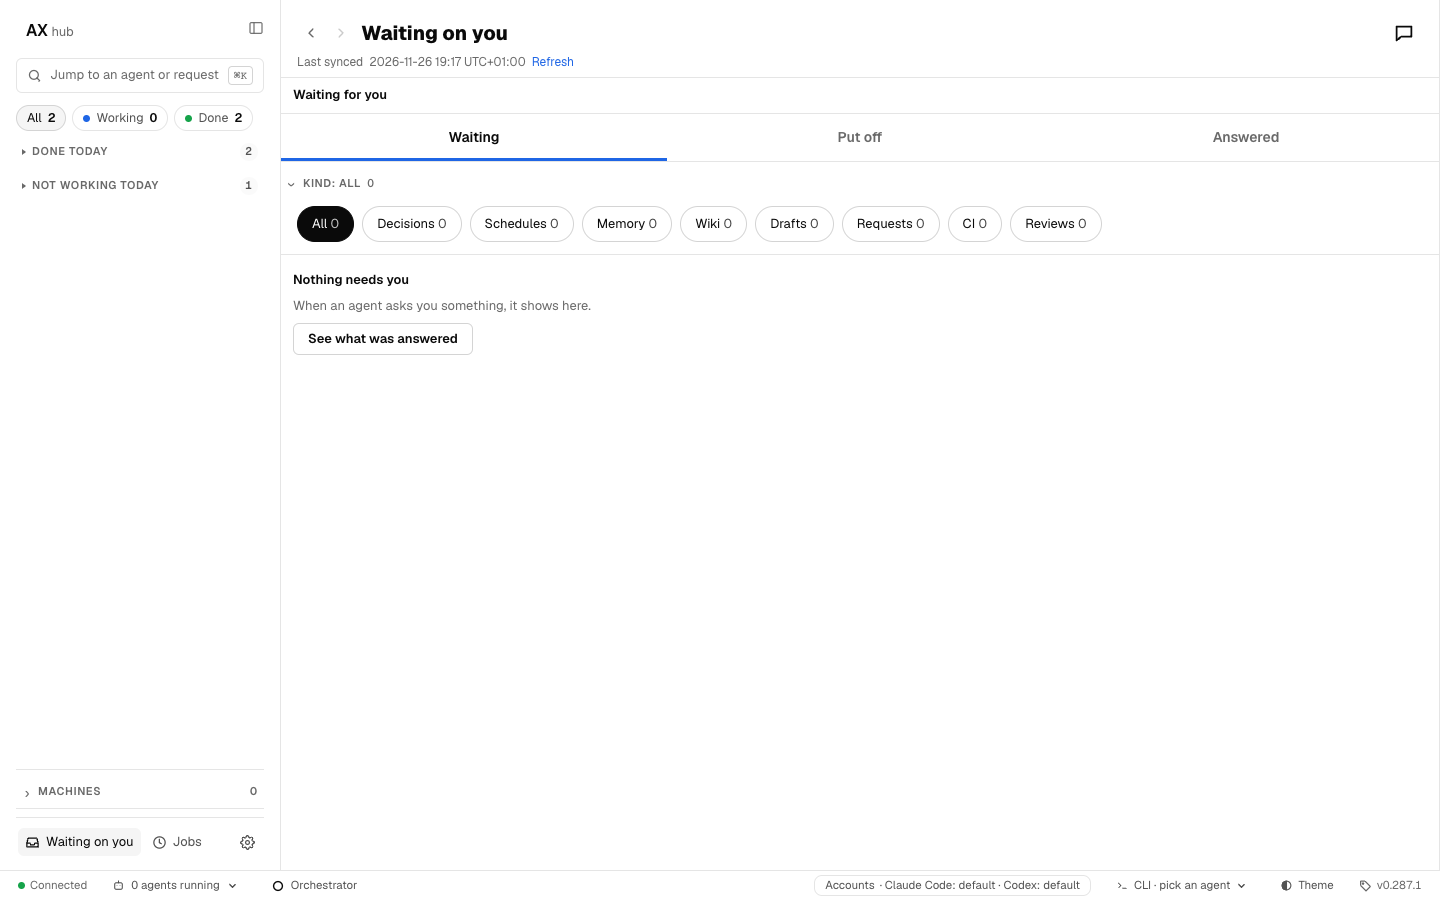 AX hub
Jump to an agent or request ⌘K
All 2 Working 0 Done 2
DONE TODAY 2
NOT WORKING TODAY 1
MACHINES 0
Waiting on you Jobs
Waiting on you
Last synced 2026-11-26 19:17 UTC+01:00 Refresh
Waiting for you
Waiting Put off Answered
KIND: ALL 0
All 0 Decisions 0 Schedules 0 Memory 0 Wiki 0 Drafts 0 Requests 0 CI 0 Reviews 0
Nothing needs you
When an agent asks you something, it shows here.
See what was answered
Connected 0 agents running Orchestrator Accounts · Claude Code: default · Codex: default CLI · pick an agent Theme v0.287.1